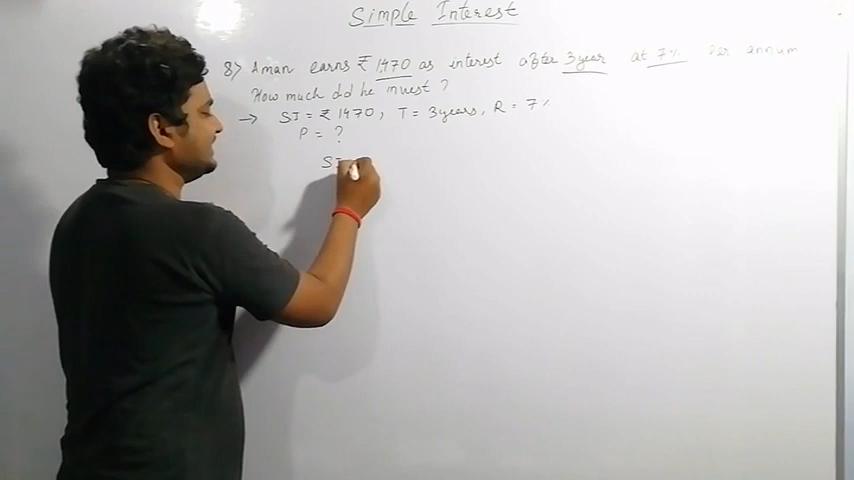 Simple Interest
8> Aman earns ₹ 1470 as interest after 3 year at 7% Per annum
How much did he invest ?
→ SI = ₹ 1470, T = 3 years, R = 7%
P = ?
SI